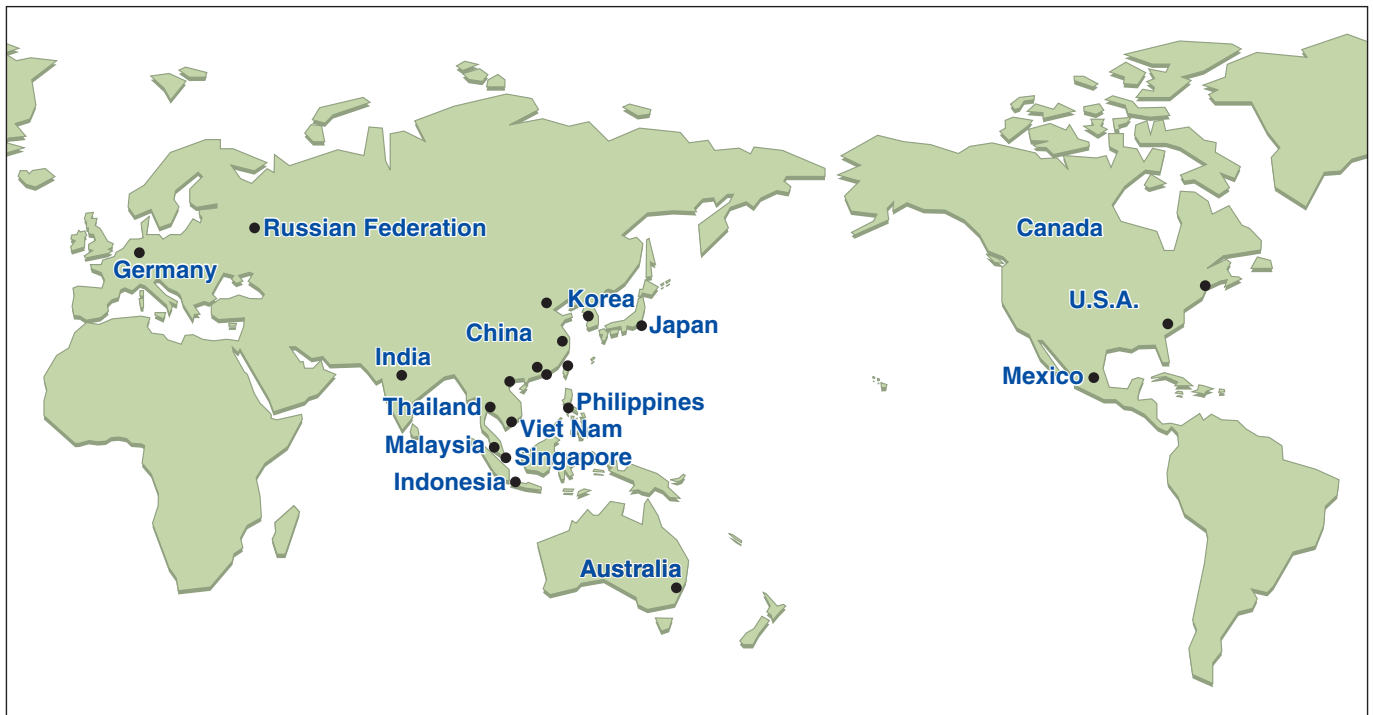 Canada
Russian Federation
Germany
Korea
U.S.A.
Japan
China
India
Mexico
Philippines
Thailand
Viet Nam
Malaysia
Singapore
Indonesia
Australia